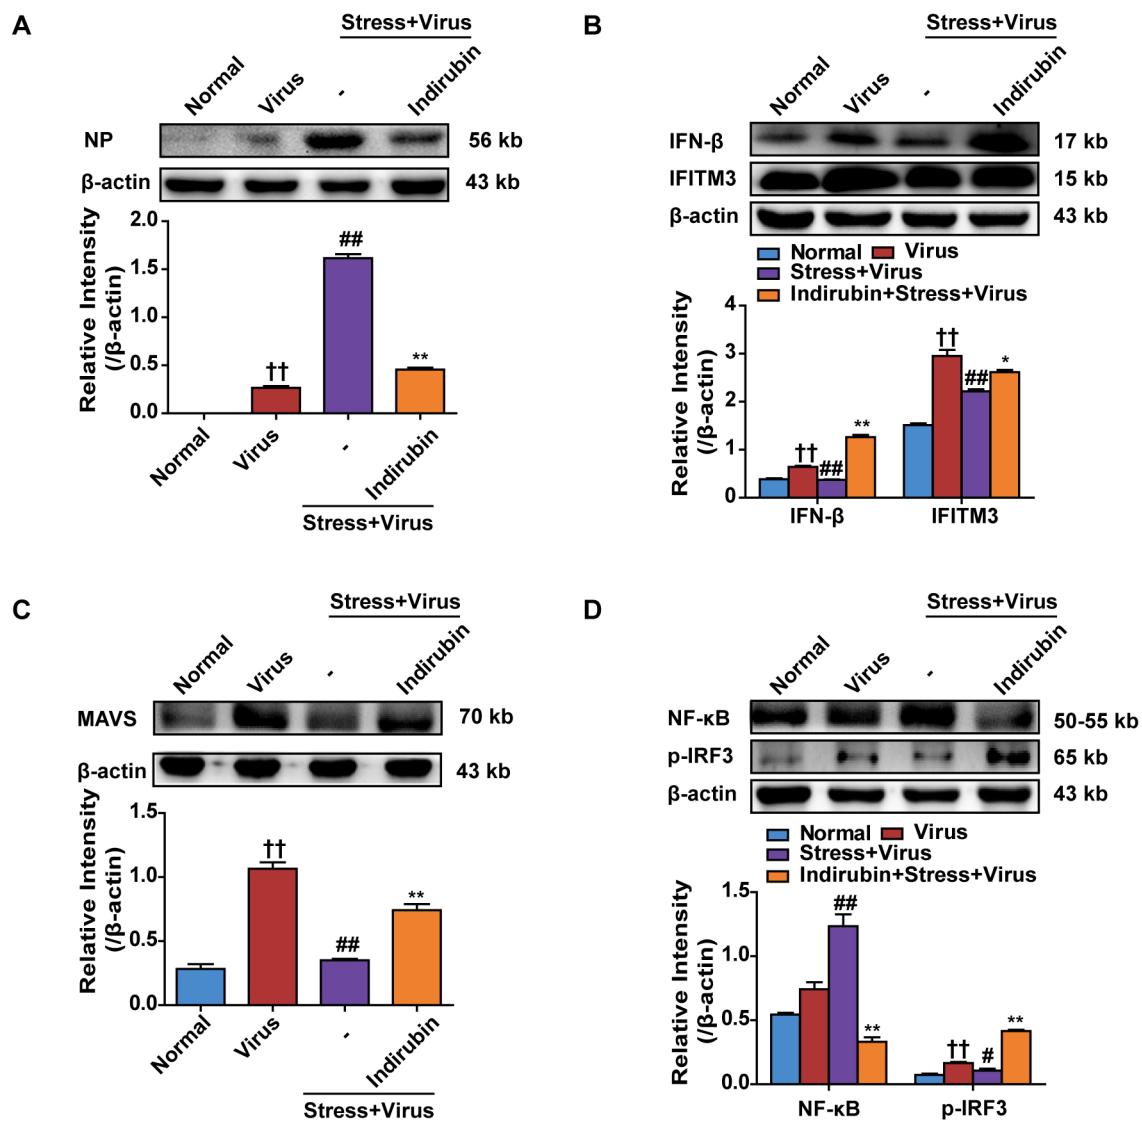 A
Stress+Virus
Normal
Virus
-
Indirubin
NP
56 kb
β-actin
43 kb
Relative Intensity
(/β-actin)
2.0
1.5
1.0
0.5
0.0
††
##
**
Normal
Virus
-
Indirubin
Stress+Virus
B
Stress+Virus
Normal
Virus
-
Indirubin
IFN-β
17 kb
IFITM3
15 kb
β-actin
43 kb
Normal
Virus
Stress+Virus
Indirubin+Stress+Virus
Relative Intensity
(/β-actin)
4
3
2
1
0
††
##
**
††
##
*
IFN-β
IFITM3
C
Stress+Virus
Normal
Virus
-
Indirubin
MAVS
70 kb
β-actin
43 kb
Relative Intensity
(/β-actin)
1.5
1.0
0.5
0.0
††
##
**
Normal
Virus
-
Indirubin
Stress+Virus
D
Stress+Virus
Normal
Virus
-
Indirubin
NF-κB
50-55 kb
p-IRF3
65 kb
β-actin
43 kb
Normal
Virus
Stress+Virus
Indirubin+Stress+Virus
Relative Intensity
(/β-actin)
1.5
1.0
0.5
0.0
##
**
††
#
**
NF-κB
p-IRF3